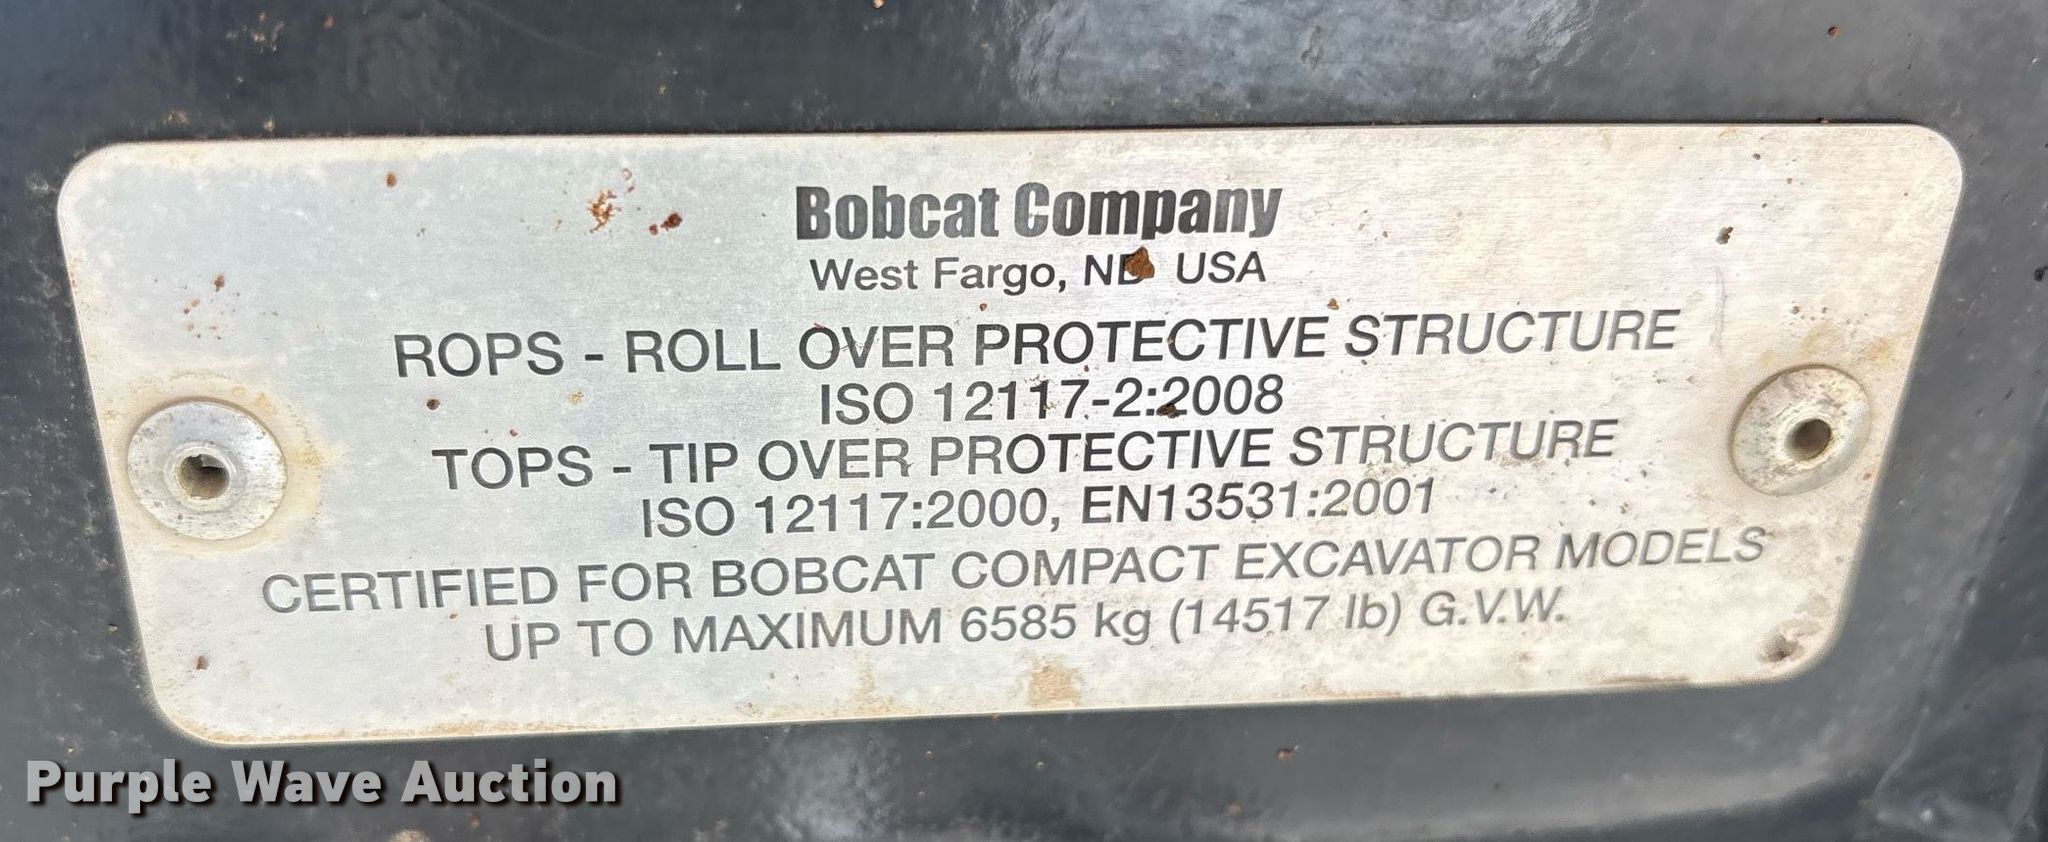 Bobcat Company
West Fargo, ND USA
ROPS - ROLL OVER PROTECTIVE STRUCTURE
ISO 12117-2:2008
TOPS - TIP OVER PROTECTIVE STRUCTURE
ISO 12117:2000, EN13531:2001
CERTIFIED FOR BOBCAT COMPACT EXCAVATOR MODELS
UP TO MAXIMUM 6585 kg (14517 lb) G.V.W.
Purple Wave Auction